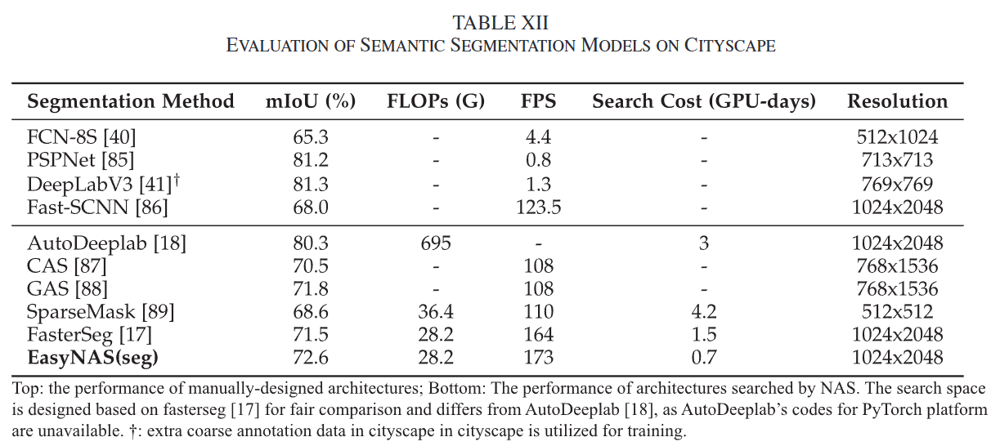 TABLE XII
EVALUATION OF SEMANTIC SEGMENTATION MODELS ON CITYSCAPE
Segmentation Method mIoU (%) FLOPs (G) FPS Search Cost (GPU-days) Resolution
FCN-8S [40] 65.3 - 4.4 - 512x1024
PSPNet [85] 81.2 - 0.8 - 713x713
DeepLabV3 [41]† 81.3 - 1.3 - 769x769
Fast-SCNN [86] 68.0 - 123.5 - 1024x2048
AutoDeeplab [18] 80.3 695 - 3 1024x2048
CAS [87] 70.5 - 108 - 768x1536
GAS [88] 71.8 - 108 - 768x1536
SparseMask [89] 68.6 36.4 110 4.2 512x512
FasterSeg [17] 71.5 28.2 164 1.5 1024x2048
EasyNAS(seg) 72.6 28.2 173 0.7 1024x2048
Top: the performance of manually-designed architectures; Bottom: The performance of architectures searched by NAS. The search space
is designed based on fasterseg [17] for fair comparison and differs from AutoDeeplab [18], as AutoDeeplab's codes for PyTorch platform
are unavailable. †: extra coarse annotation data in cityscape in cityscape is utilized for training.